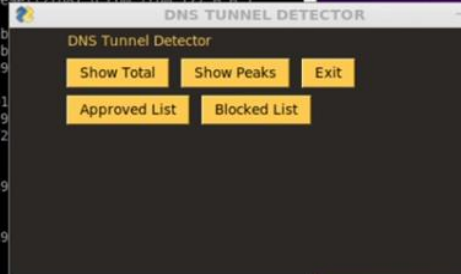 DNS TUNNEL DETECTOR
DNS Tunnel Detector
Show Total Show Peaks Exit
Approved List Blocked List